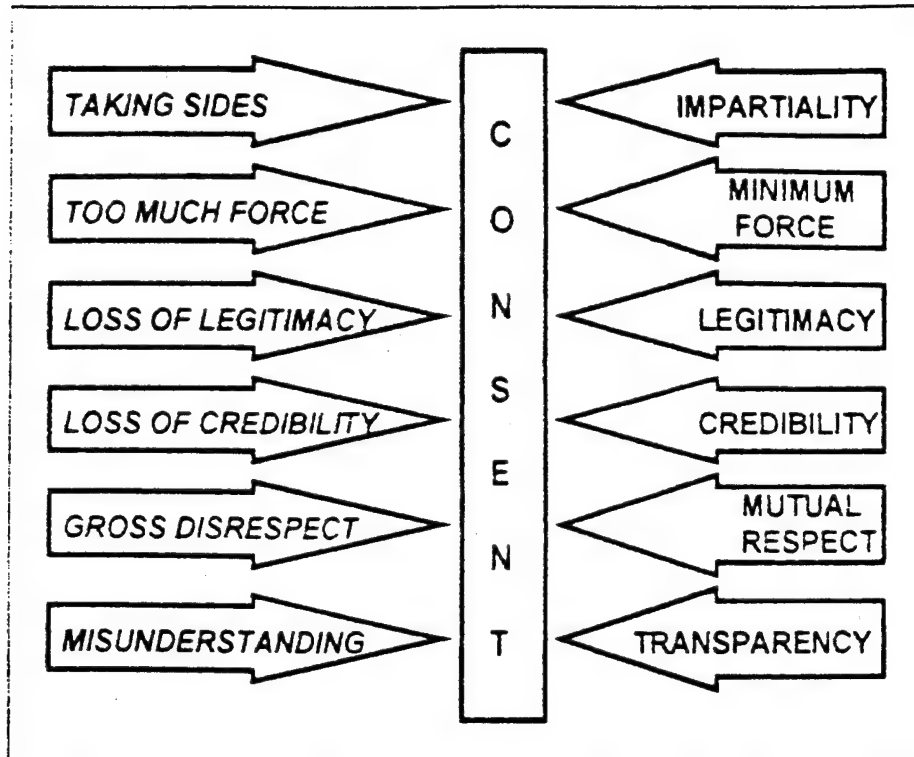 TAKING SIDES
IMPARTIALITY
TOO MUCH FORCE
MINIMUM
FORCE
LOSS OF LEGITIMACY
LEGITIMACY
LOSS OF CREDIBILITY
CREDIBILITY
GROSS DISRESPECT
MUTUAL
RESPECT
MISUNDERSTANDING
TRANSPARENCY
C
O
N
S
E
N
T